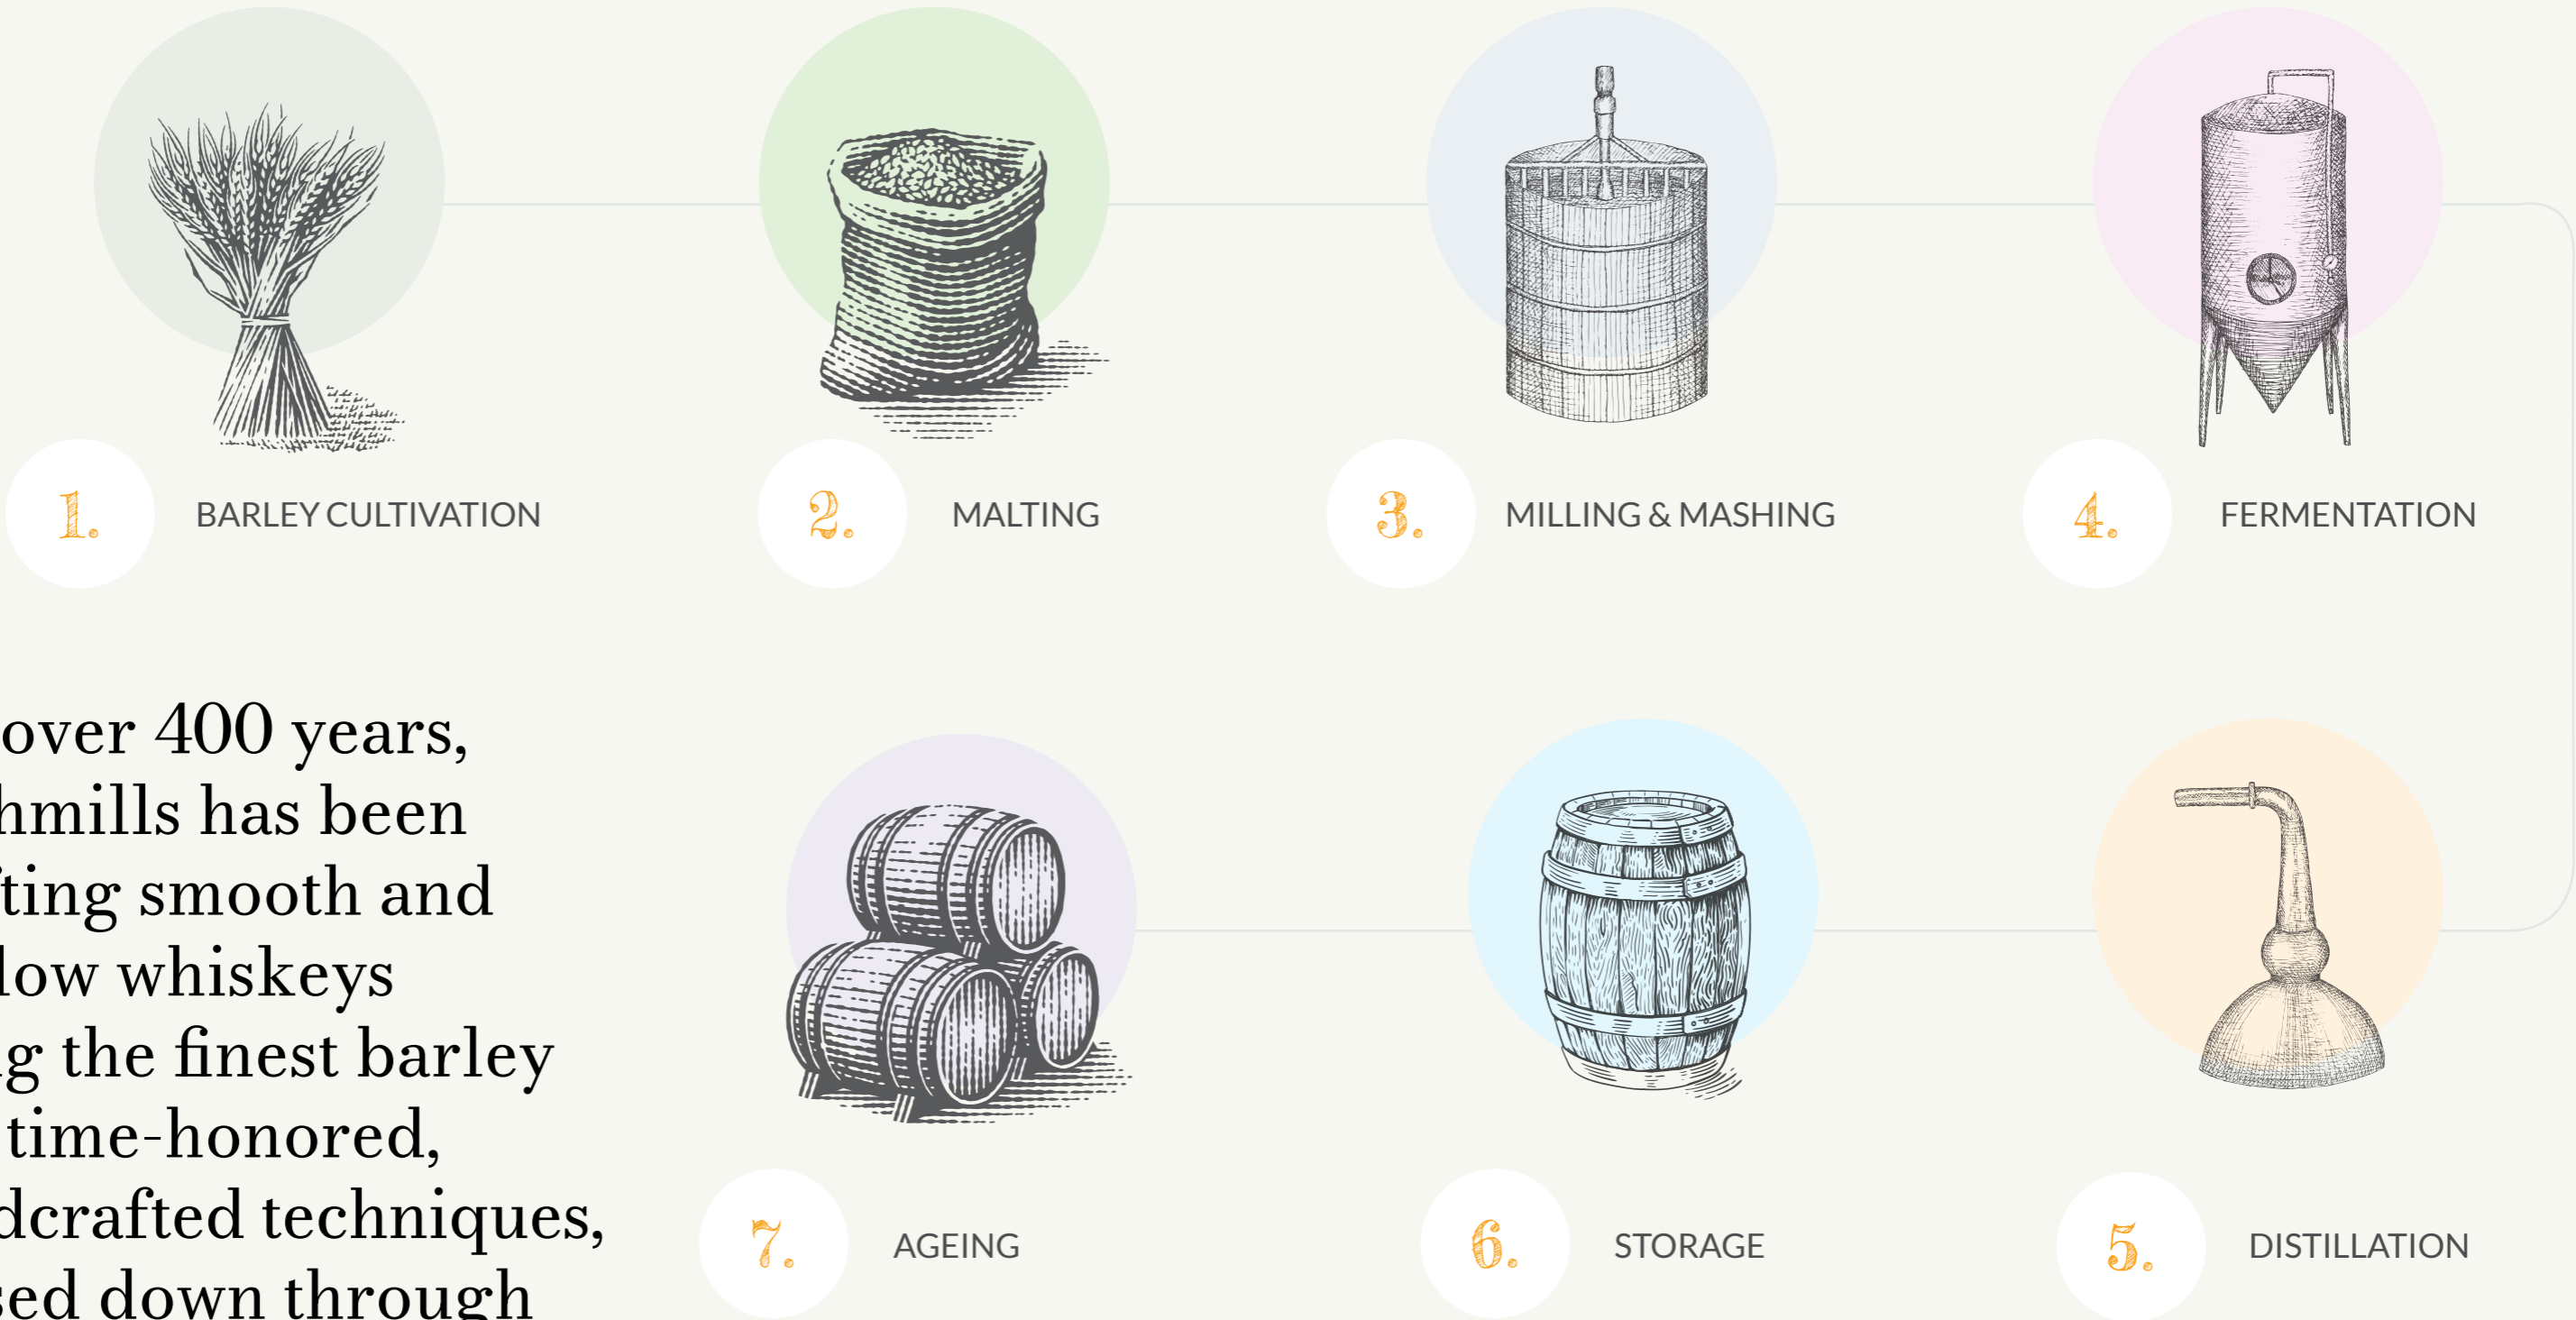 1.
BARLEY CULTIVATION
2.
MALTING
3.
MILLING & MASHING
4.
FERMENTATION
over 400 years,
hmills has been
ting smooth and
low whiskeys
g the finest barley
time-honored,
dcrafted techniques,
sed down through
7.
AGEING
6.
STORAGE
5.
DISTILLATION